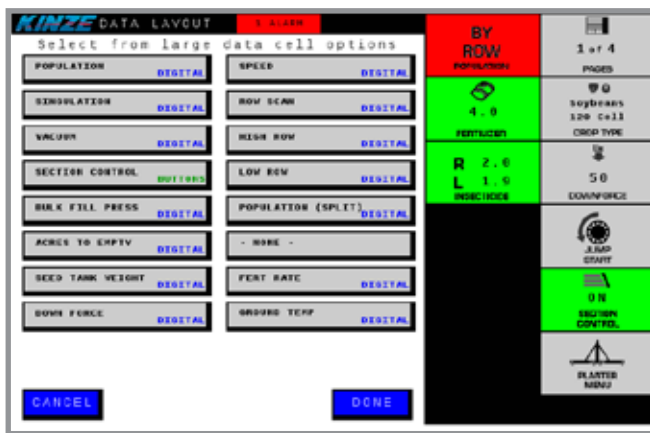 KINZE DATA LAYOUT
1 ALARM
Select from large data cell options
POPULATION DIGITAL
SPEED DIGITAL
SINGULATION DIGITAL
ROW SCAN DIGITAL
VACUUM DIGITAL
HIGH ROW DIGITAL
SECTION CONTROL BUTTONS
LOW ROW DIGITAL
BULK FILL PRESS DIGITAL
POPULATION (SPLIT) DIGITAL
ACRES TO EMPTY DIGITAL
- NONE -
SEED TANK WEIGHT DIGITAL
FERT RATE DIGITAL
DOWN FORCE DIGITAL
GROUND TEMP DIGITAL
CANCEL
DONE
BY
ROW
POPULATION
4.0
FERTILIZER
R 2.0
L 1.9
INSECTICIDE
1 of 4
PAGES
Soybeans
120 Cell
CROP TYPE
50
DOWNFORCE
JUMP
START
ON
SECTION
CONTROL
PLANTER
MENU